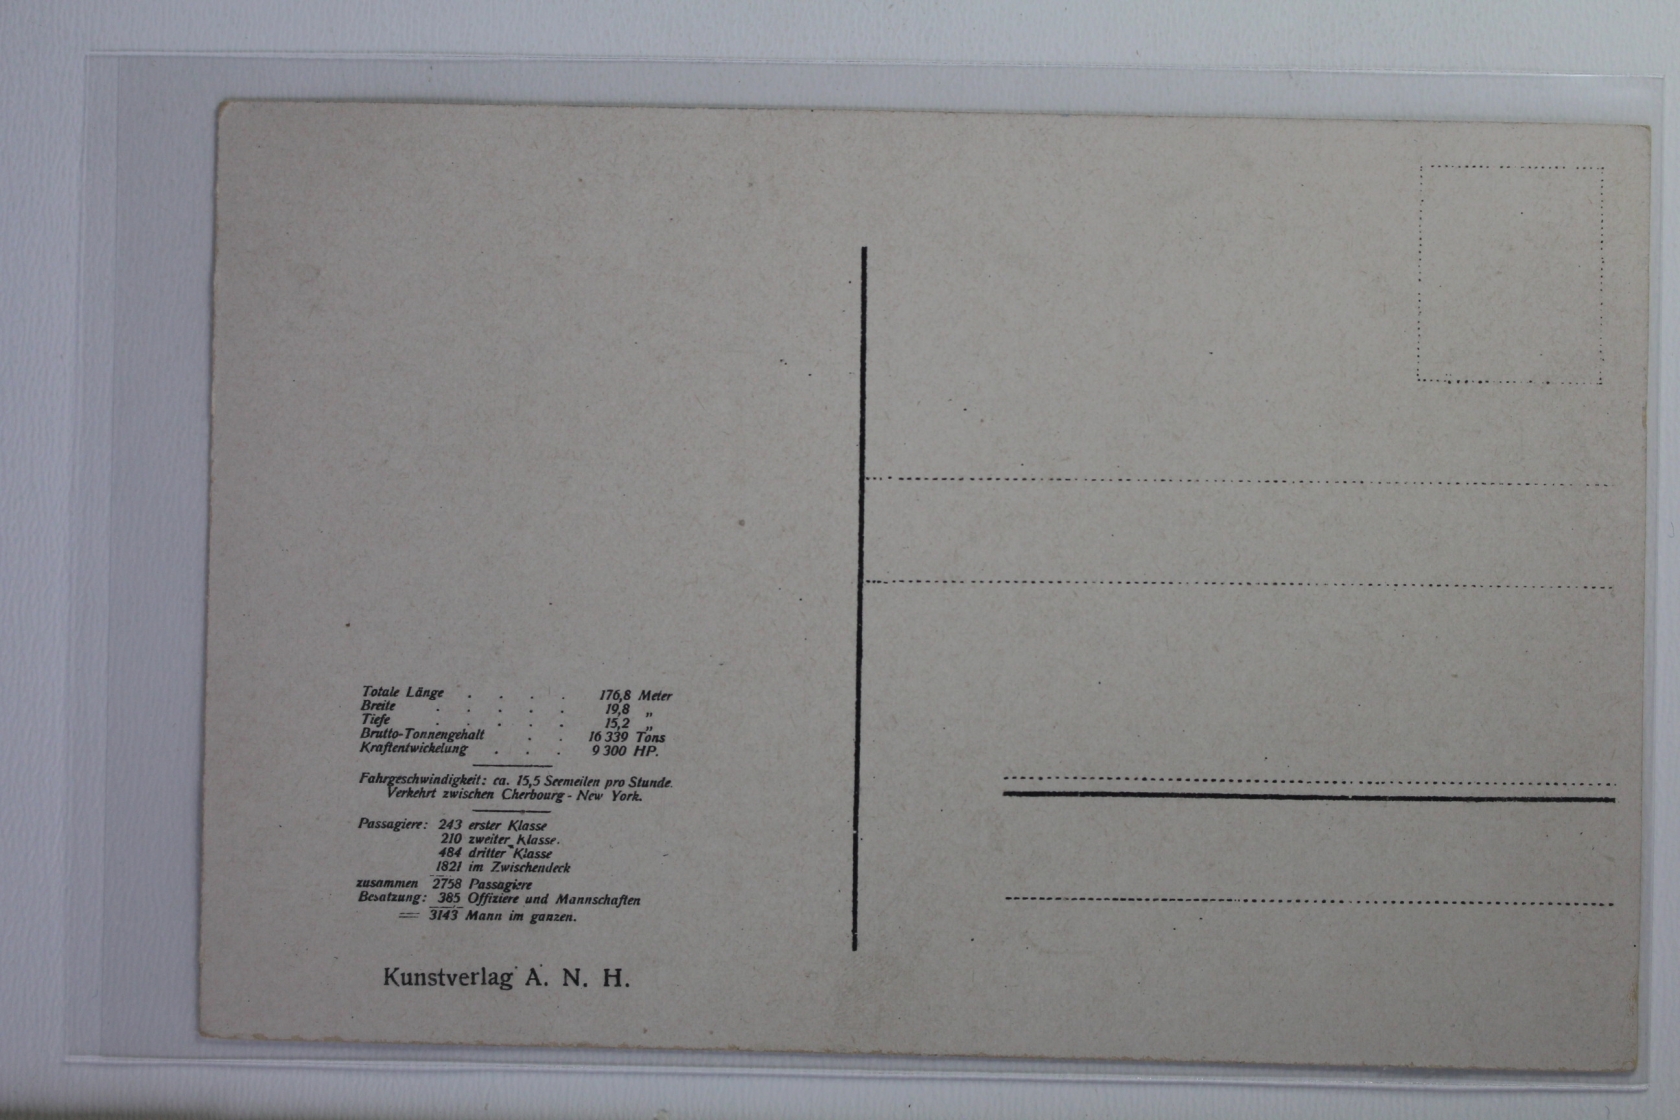 Totale Länge . . . . 176,8 Meter
Breite . . . . . 19,8 „
Tiefe . . . . . 15,2 „
Brutto-Tonnengehalt . . 16 339 Tons
Kraftentwickelung . . . 9 300 HP.
Fahrgeschwindigkeit: ca. 15,5 Seemeilen pro Stunde.
Verkehrt zwischen Cherbourg - New York.
Passagiere: 243 erster Klasse
210 zweiter Klasse.
484 dritter Klasse
1821 im Zwischendeck
zusammen 2758 Passagiere
Besatzung: 385 Offiziere und Mannschaften
= 3143 Mann im ganzen.
Kunstverlag A. N. H.